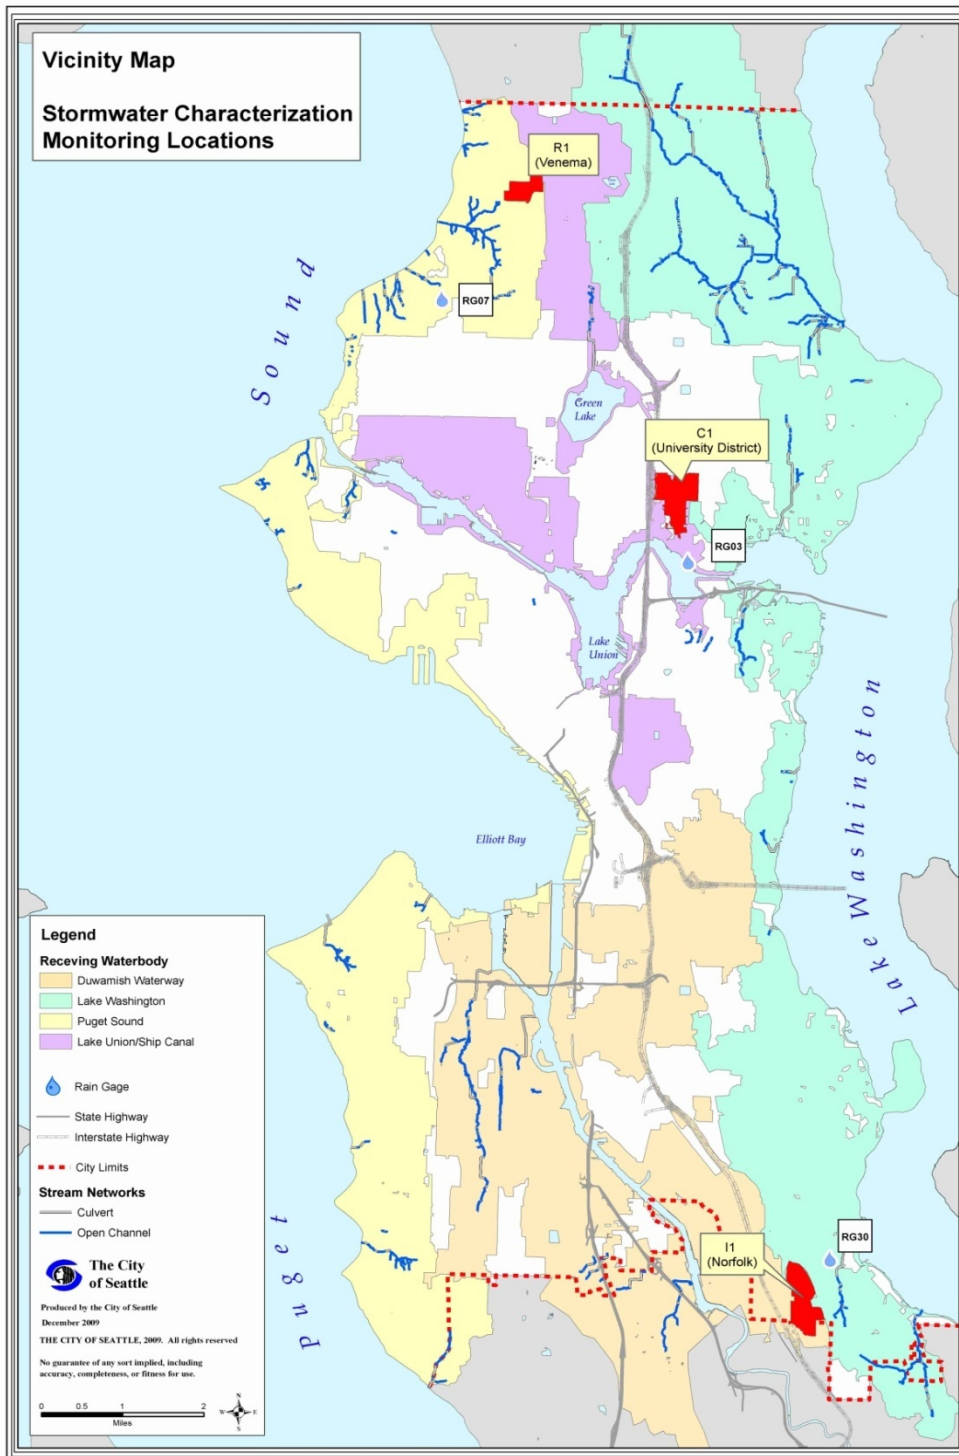 Vicinity Map
Stormwater Characterization
Monitoring Locations
R1
(Venema)
RG07
Sound
Green
Lake
C1
(University District)
RG03
Lake
Union
Lake Washington
Elliott Bay
Legend
Receving Waterbody
Duwamish Waterway
Lake Washington
Puget Sound
Lake Union/Ship Canal
Rain Gage
State Highway
Interstate Highway
City Limits
Stream Networks
Culvert
Open Channel
The City
of Seattle
Produced by the City of Seattle
December 2009
THE CITY OF SEATTLE, 2009. All rights reserved
No guarantee of any sort implied, including
accuracy, completeness, or fitness for use.
0 0.5 1 2
Miles
N
W E
S
Puget
I1
(Norfolk)
RG30